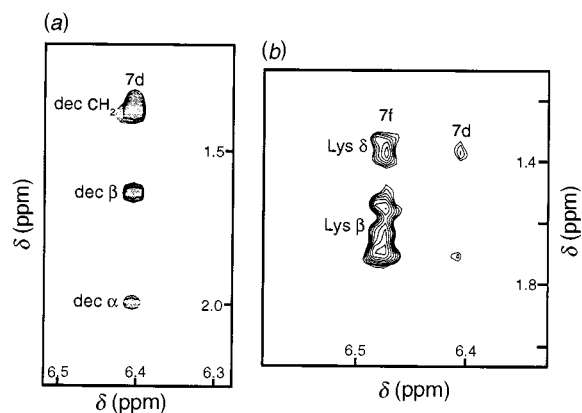 (a)
7d
dec CH2
1.5
dec β
dec α
2.0
6.5
6.4
6.3
δ (ppm)
δ (ppm)
(b)
7f
7d
Lys δ
1.4
Lys β
1.8
6.5
6.4
δ (ppm)
δ (ppm)